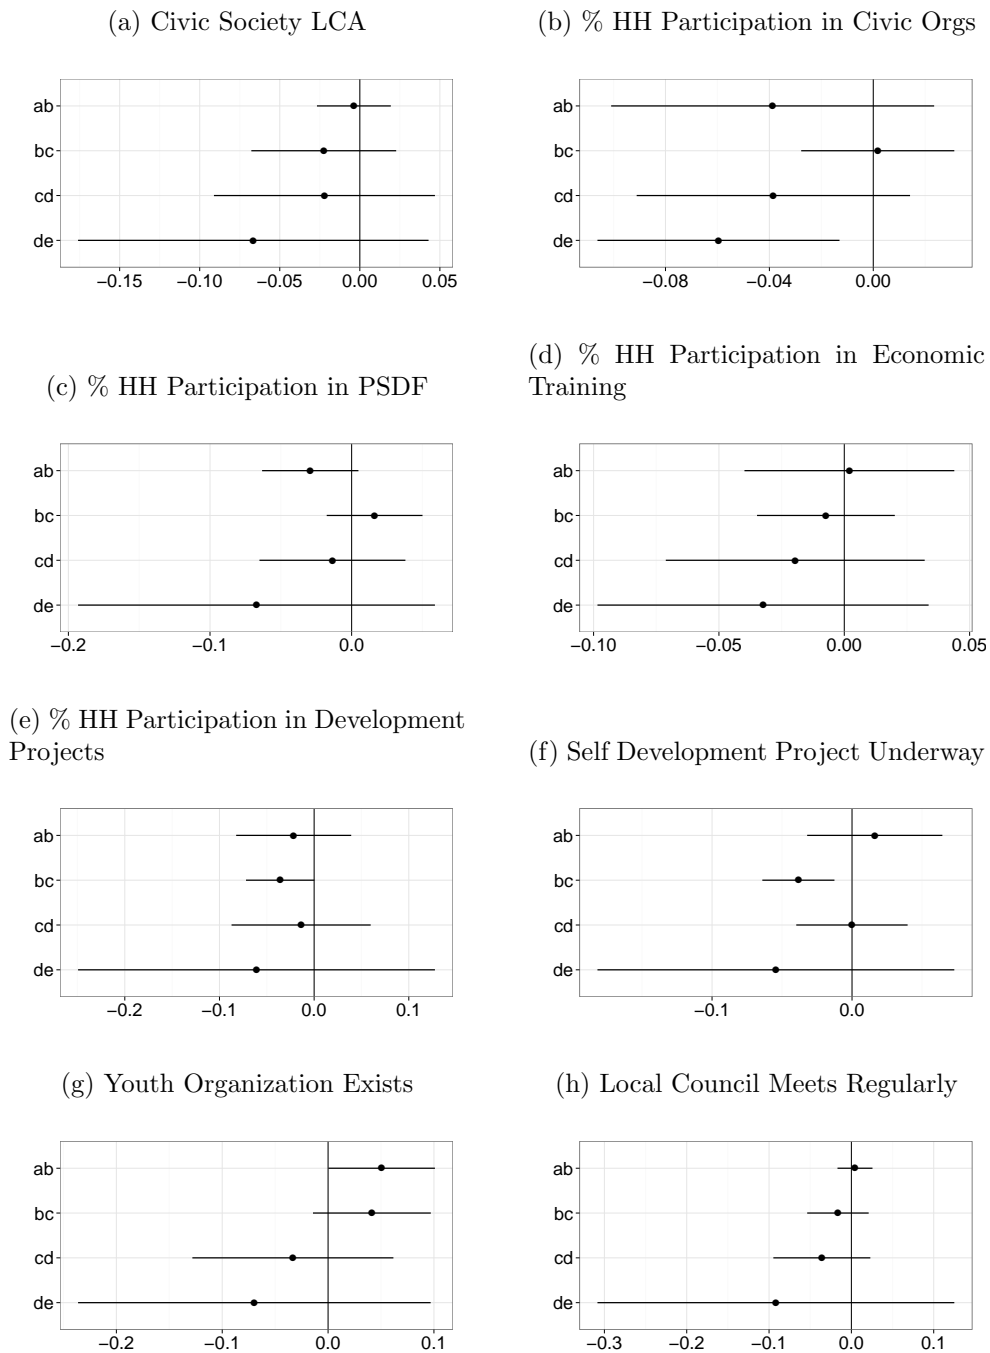 (a) Civic Society LCA
(b) % HH Participation in Civic Orgs
ab
bc
cd
de
−0.15 −0.10 −0.05 0.00 0.05
ab
bc
cd
de
−0.08 −0.04 0.00
(c) % HH Participation in PSDF
(d) % HH Participation in Economic
Training
ab
bc
cd
de
−0.2 −0.1 0.0
ab
bc
cd
de
−0.10 −0.05 0.00 0.05
(e) % HH Participation in Development
Projects
(f) Self Development Project Underway
ab
bc
cd
de
−0.2 −0.1 0.0 0.1
ab
bc
cd
de
−0.1 0.0
(g) Youth Organization Exists
(h) Local Council Meets Regularly
ab
bc
cd
de
−0.2 −0.1 0.0 0.1
ab
bc
cd
de
−0.3 −0.2 −0.1 0.0 0.1